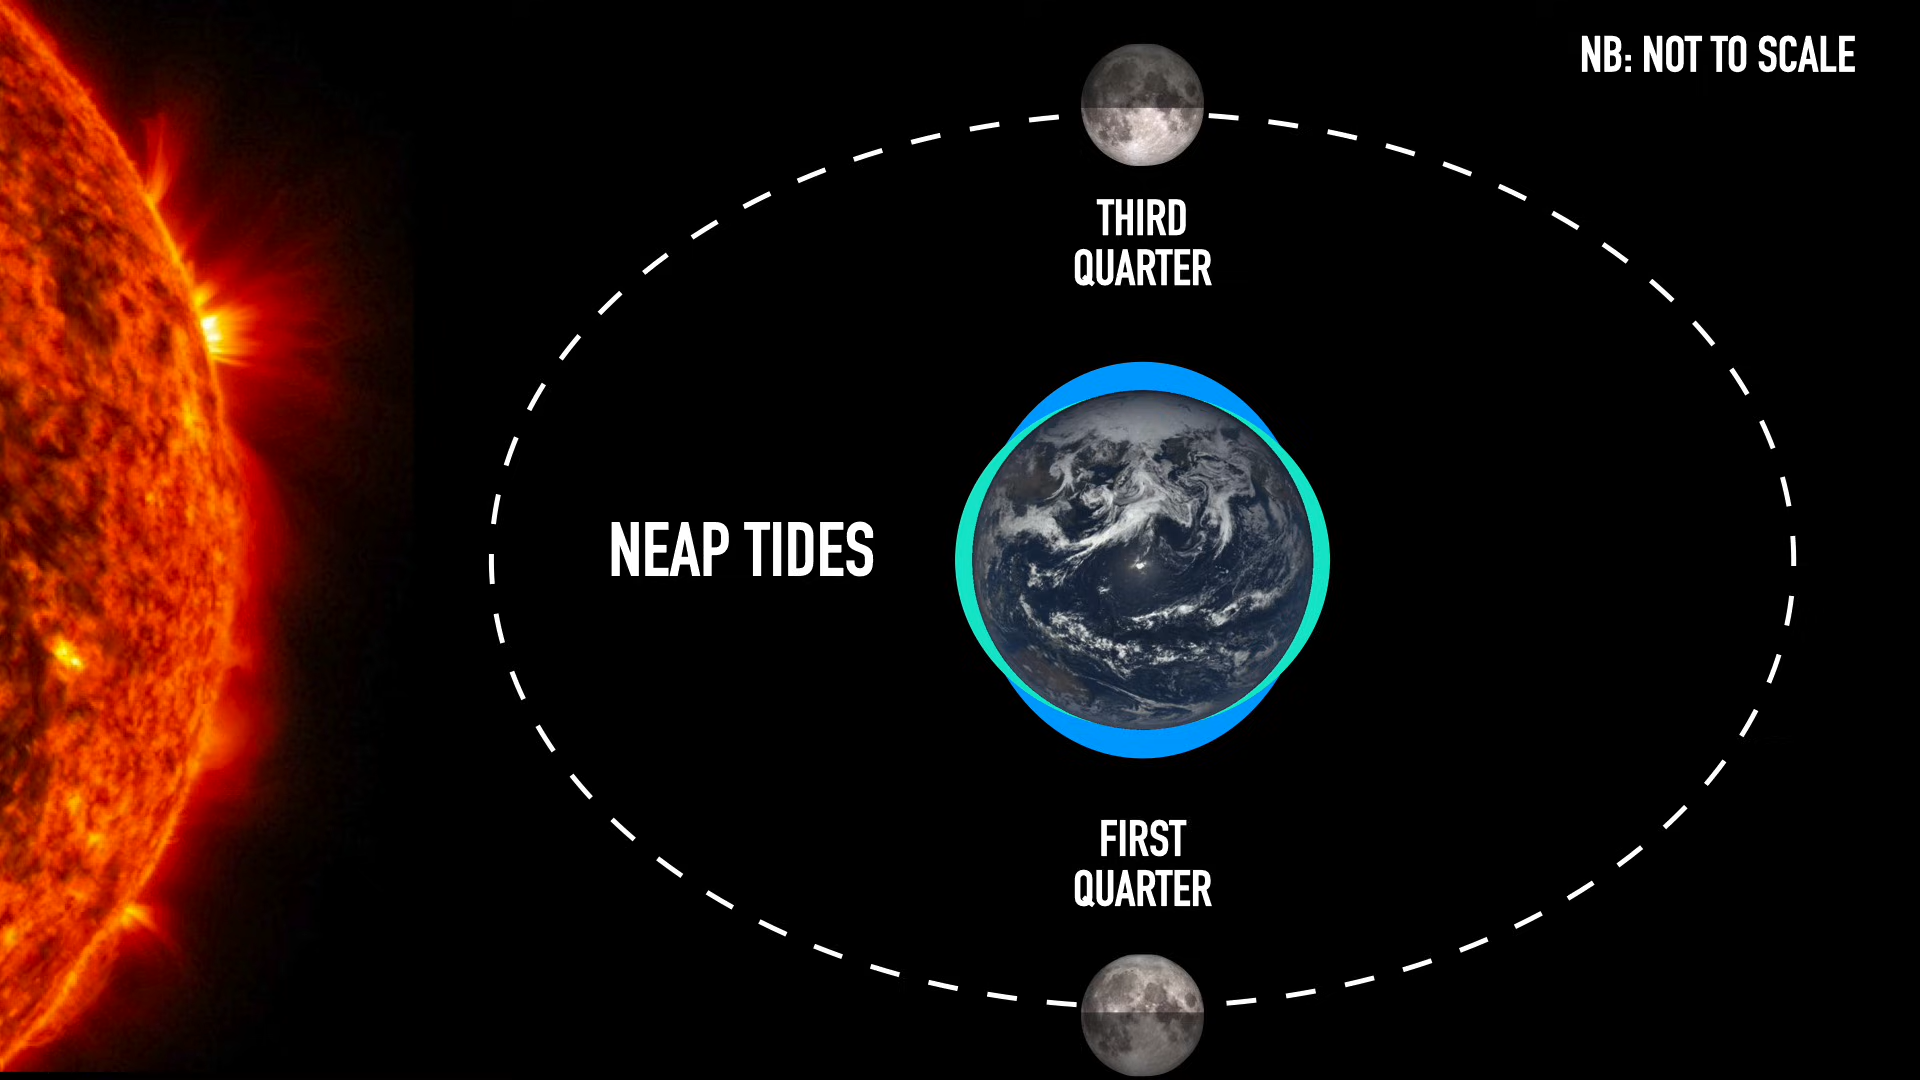 NB: NOT TO SCALE
THIRD
QUARTER
NEAP TIDES
FIRST
QUARTER